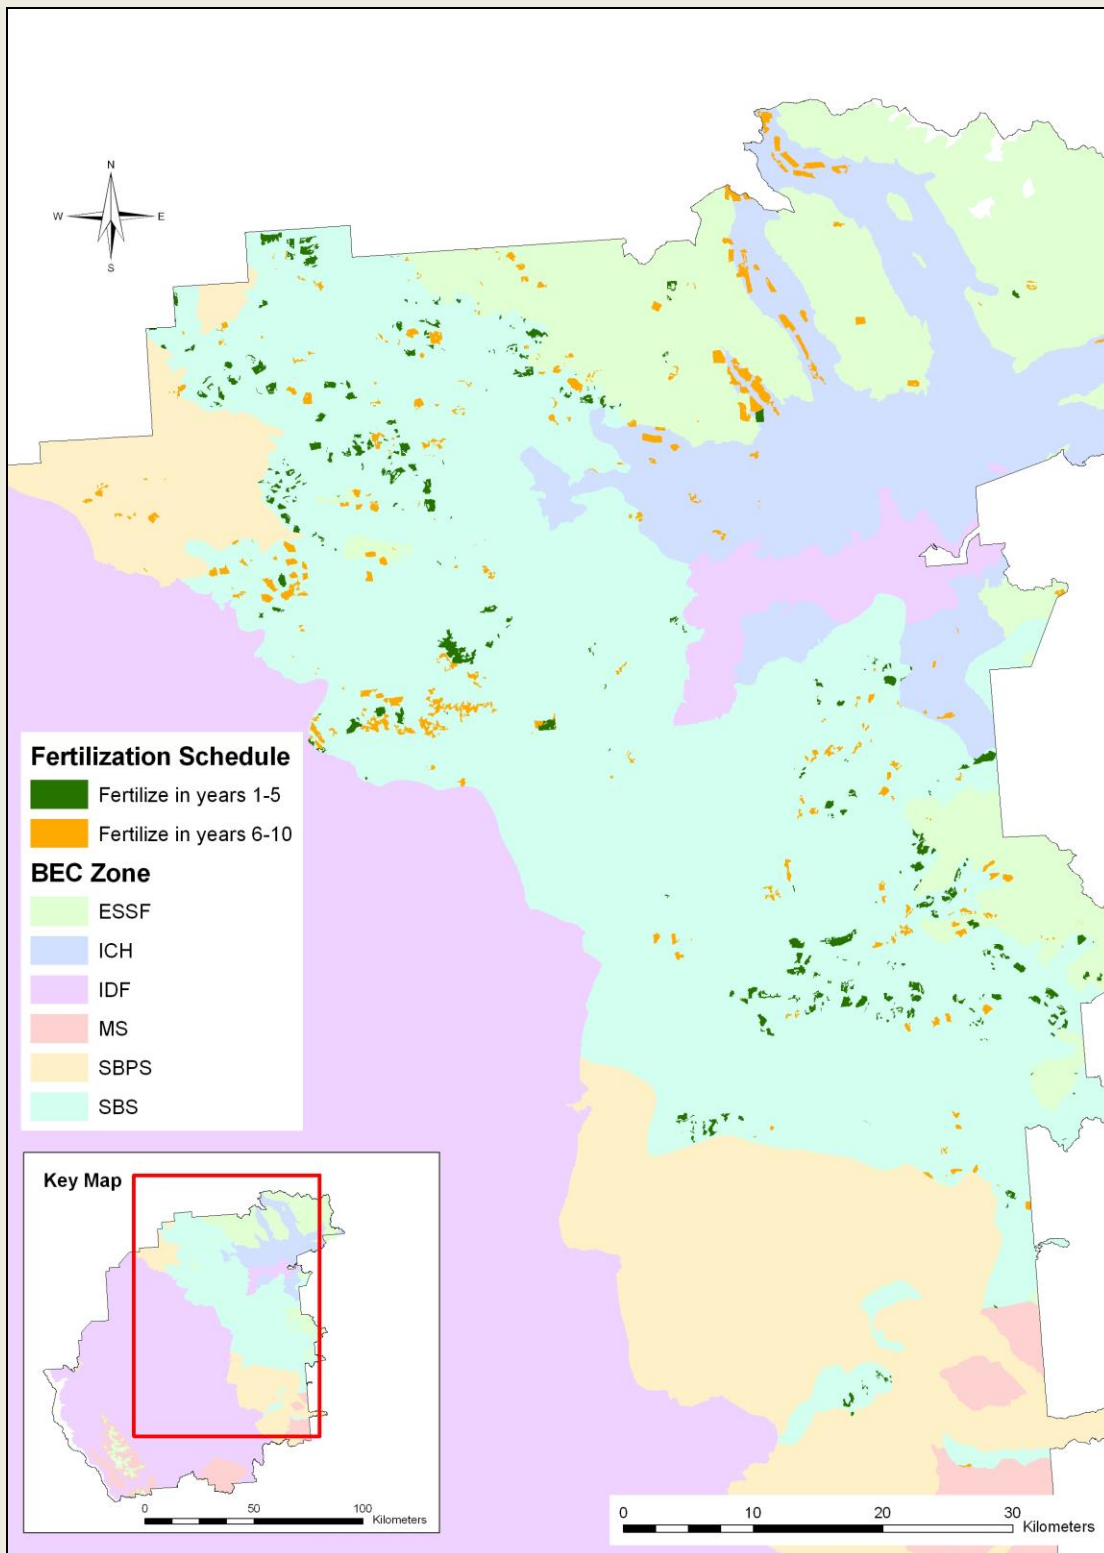 N
W E
S
Fertilization Schedule
Fertilize in years 1-5
Fertilize in years 6-10
BEC Zone
ESSF
ICH
IDF
MS
SBPS
SBS
Key Map
0 50 100
Kilometers
0 10 20 30
Kilometers